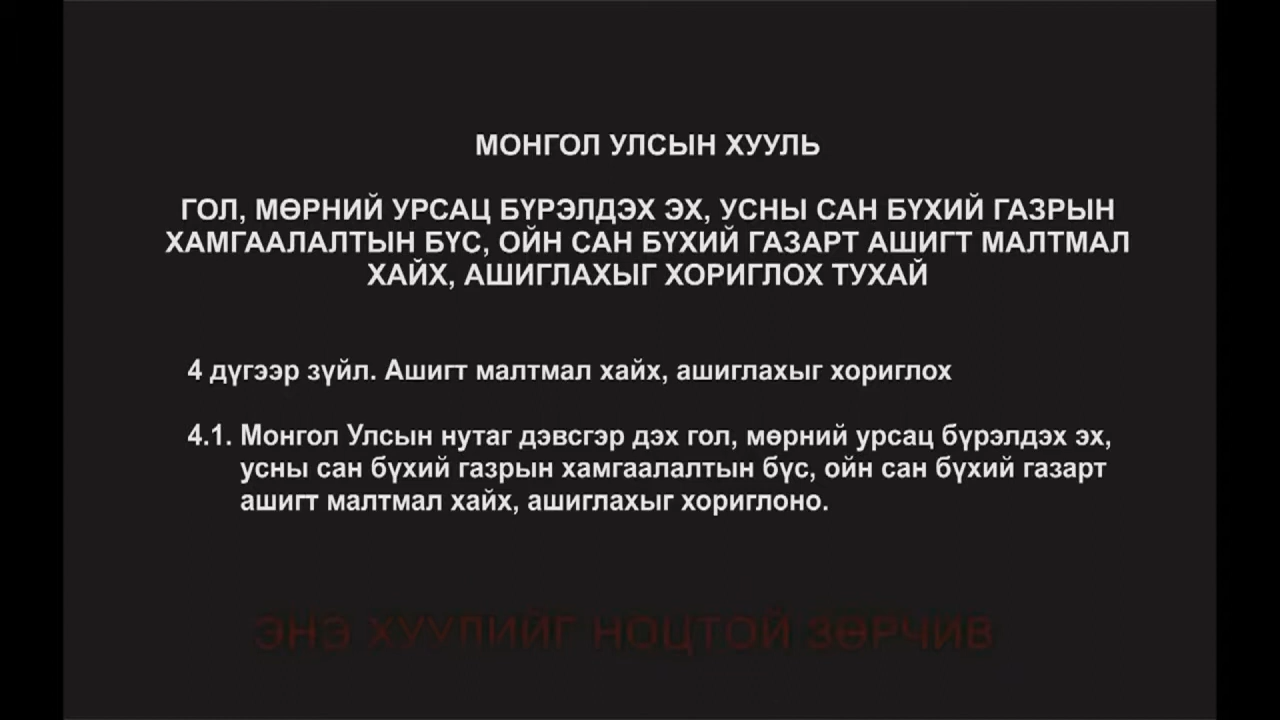 МОНГОЛ УЛСЫН ХУУЛЬ
ГОЛ, МӨРНИЙ УРСАЦ БҮРЭЛДЭХ ЭХ, УСНЫ САН БҮХИЙ ГАЗРЫН
ХАМГААЛАЛТЫН БҮС, ОЙН САН БҮХИЙ ГАЗАРТ АШИГТ МАЛТМАЛ
ХАЙХ, АШИГЛАХЫГ ХОРИГЛОХ ТУХАЙ
4 дүгээр зүйл. Ашигт малтмал хайх, ашиглахыг хориглох
4.1. Монгол Улсын нутаг дэвсгэр дэх гол, мөрний урсац бүрэлдэх эх,
усны сан бүхий газрын хамгаалалтын бүс, ойн сан бүхий газарт
ашигт малтмал хайх, ашиглахыг хориглоно.
ЭНЭ ХУУЛИЙГ НОЦТОЙ ЗӨРЧИВ